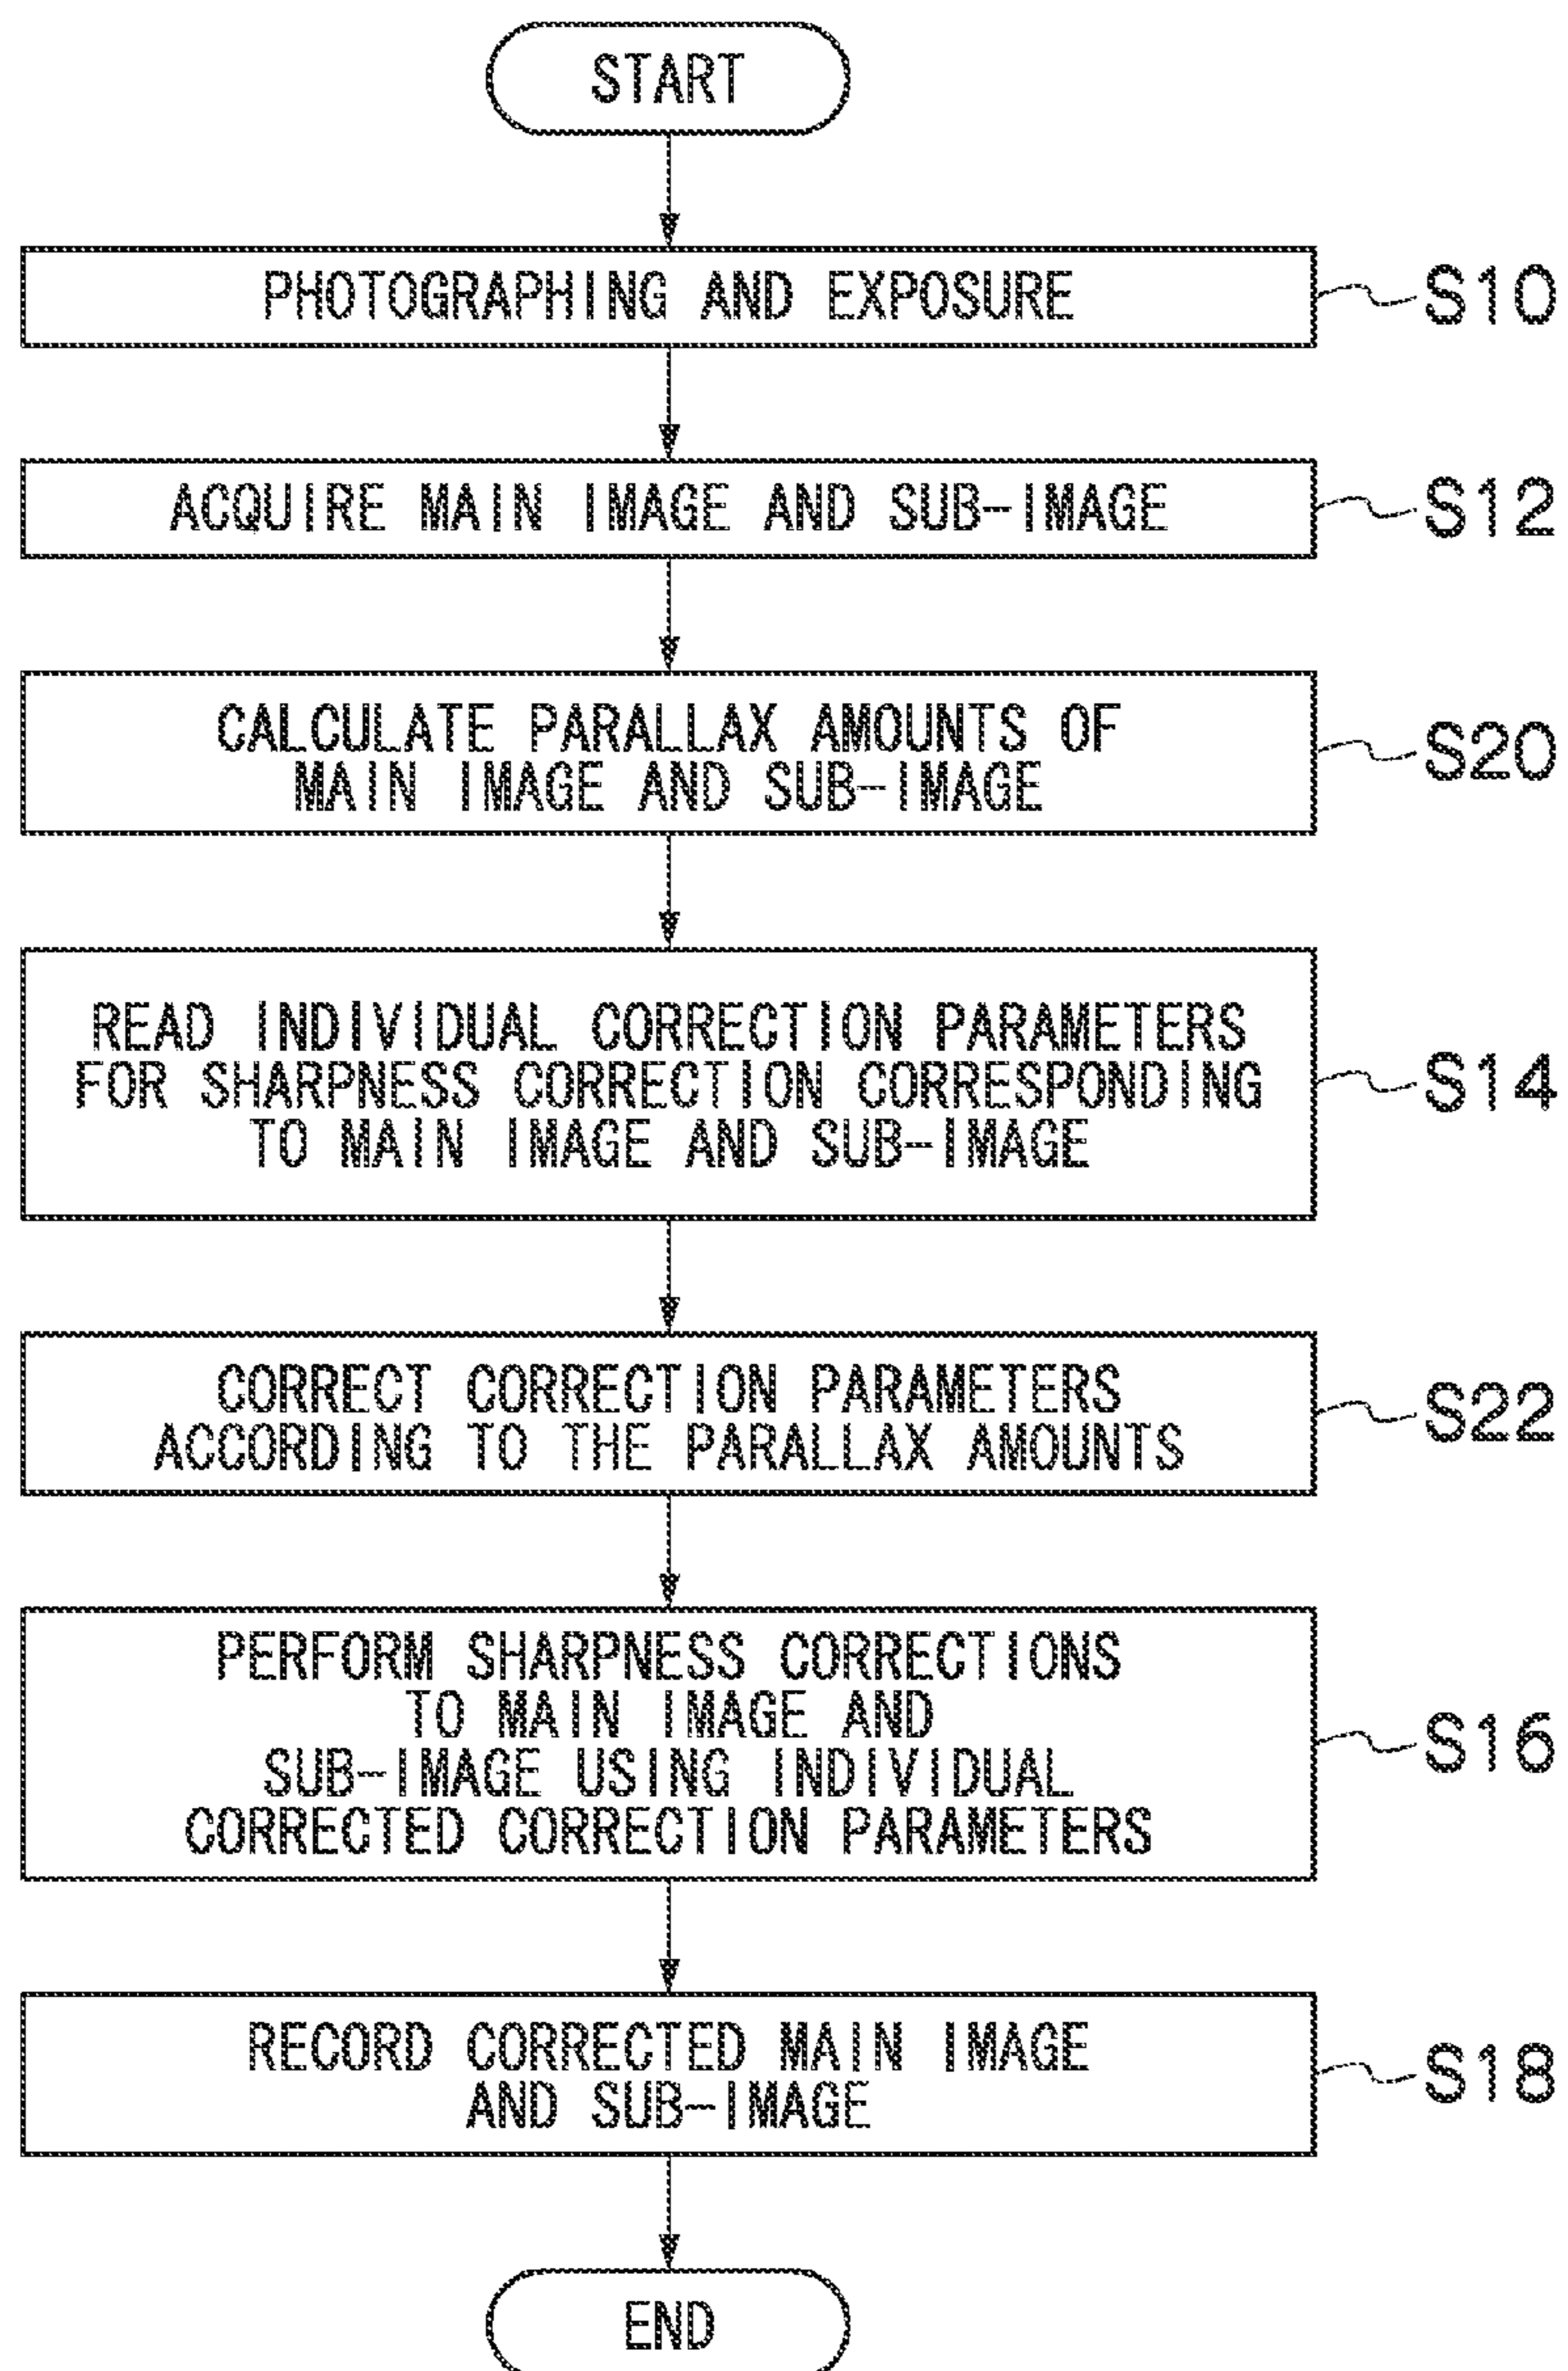 START
PHOTOGRAPHING AND EXPOSURE
S10
ACQUIRE MAIN IMAGE AND SUB-IMAGE
S12
CALCULATE PARALLAX AMOUNTS OF
MAIN IMAGE AND SUB-IMAGE
S20
READ INDIVIDUAL CORRECTION PARAMETERS
FOR SHARPNESS CORRECTION CORRESPONDING
TO MAIN IMAGE AND SUB-IMAGE
S14
CORRECT CORRECTION PARAMETERS
ACCORDING TO THE PARALLAX AMOUNTS
S22
PERFORM SHARPNESS CORRECTIONS
TO MAIN IMAGE AND
SUB-IMAGE USING INDIVIDUAL
CORRECTED CORRECTION PARAMETERS
S16
RECORD CORRECTED MAIN IMAGE
AND SUB-IMAGE
S18
END